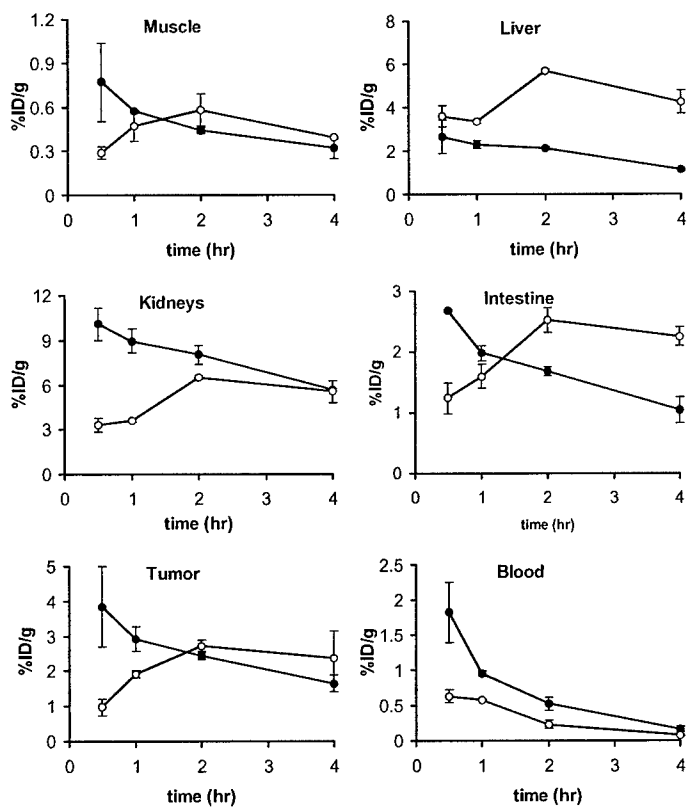 Muscle
%ID/g
1.2
0.9
0.6
0.3
0
0 1 2 3 4
time (hr)
Liver
%ID/g
8
6
4
2
0
0 1 2 3 4
time (hr)
Kidneys
%ID/g
12
9
6
3
0
0 1 2 3 4
time (hr)
Intestine
%ID/g
3
2
1
0
0 1 2 3 4
time (hr)
Tumor
%ID/g
5
4
3
2
1
0
0 1 2 3 4
time (hr)
Blood
%ID/g
2.5
2
1.5
1
0.5
0
0 1 2 3 4
time (hr)